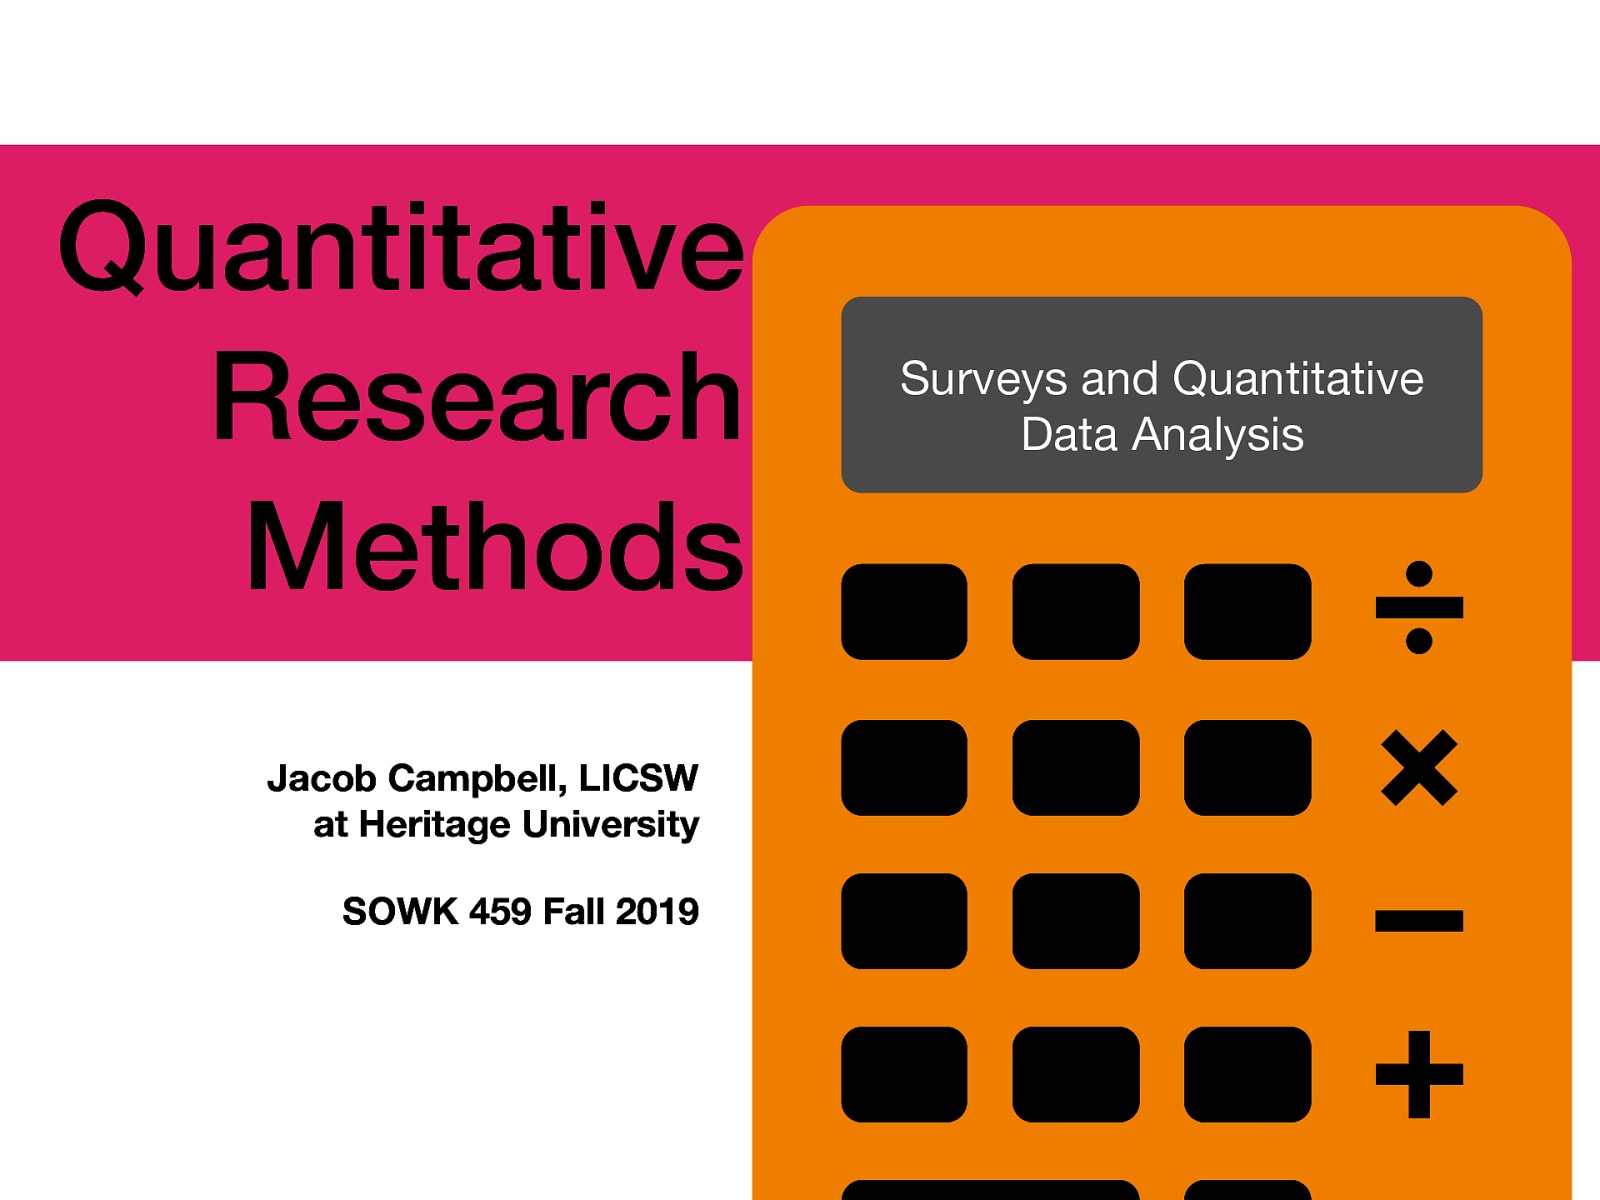 Quantitative
Research
Methods
Surveys and Quantitative
Data Analysis
÷
×
−
+
Jacob Campbell, LICSW
at Heritage University
SOWK 459 Fall 2019